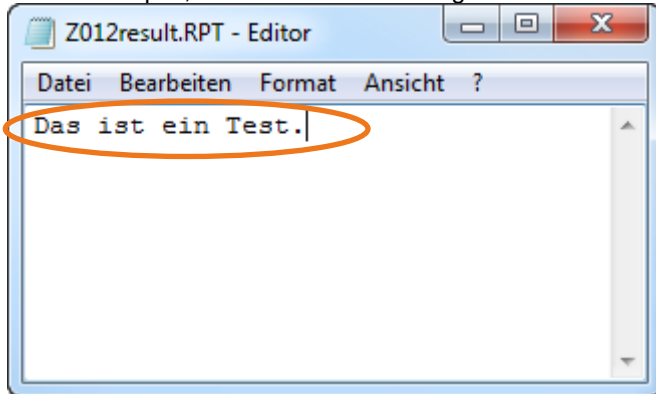 Z012result.RPT - Editor
Datei Bearbeiten Format Ansicht ?
Das ist ein Test.